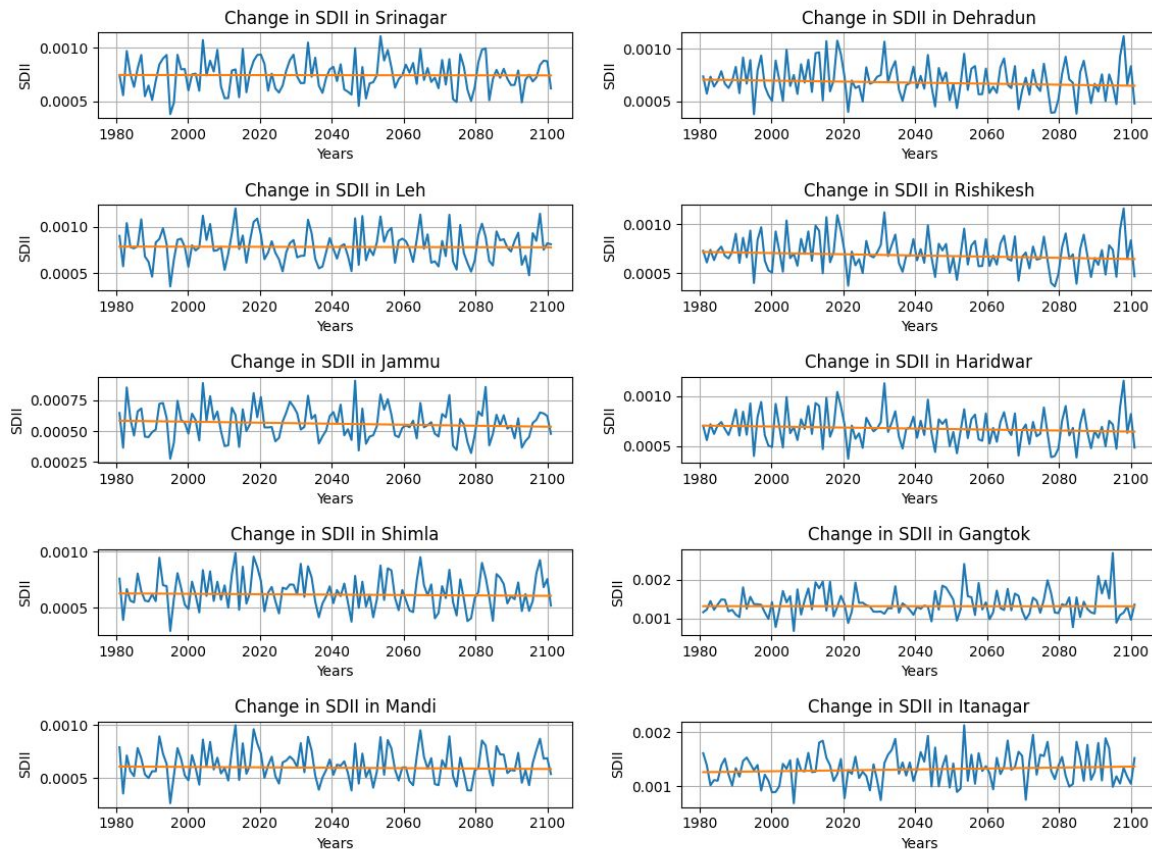 Change in SDII in Srinagar
SDII
0.0010
0.0005
1980 2000 2020 2040 2060 2080 2100
Years
Change in SDII in Dehradun
SDII
0.0010
0.0005
1980 2000 2020 2040 2060 2080 2100
Years
Change in SDII in Leh
SDII
0.0010
0.0005
1980 2000 2020 2040 2060 2080 2100
Years
Change in SDII in Rishikesh
SDII
0.0010
0.0005
1980 2000 2020 2040 2060 2080 2100
Years
Change in SDII in Jammu
SDII
0.00075
0.00050
0.00025
1980 2000 2020 2040 2060 2080 2100
Years
Change in SDII in Haridwar
SDII
0.0010
0.0005
1980 2000 2020 2040 2060 2080 2100
Years
Change in SDII in Shimla
SDII
0.0010
0.0005
1980 2000 2020 2040 2060 2080 2100
Years
Change in SDII in Gangtok
SDII
0.002
0.001
1980 2000 2020 2040 2060 2080 2100
Years
Change in SDII in Mandi
SDII
0.0010
0.0005
1980 2000 2020 2040 2060 2080 2100
Years
Change in SDII in Itanagar
SDII
0.002
0.001
1980 2000 2020 2040 2060 2080 2100
Years